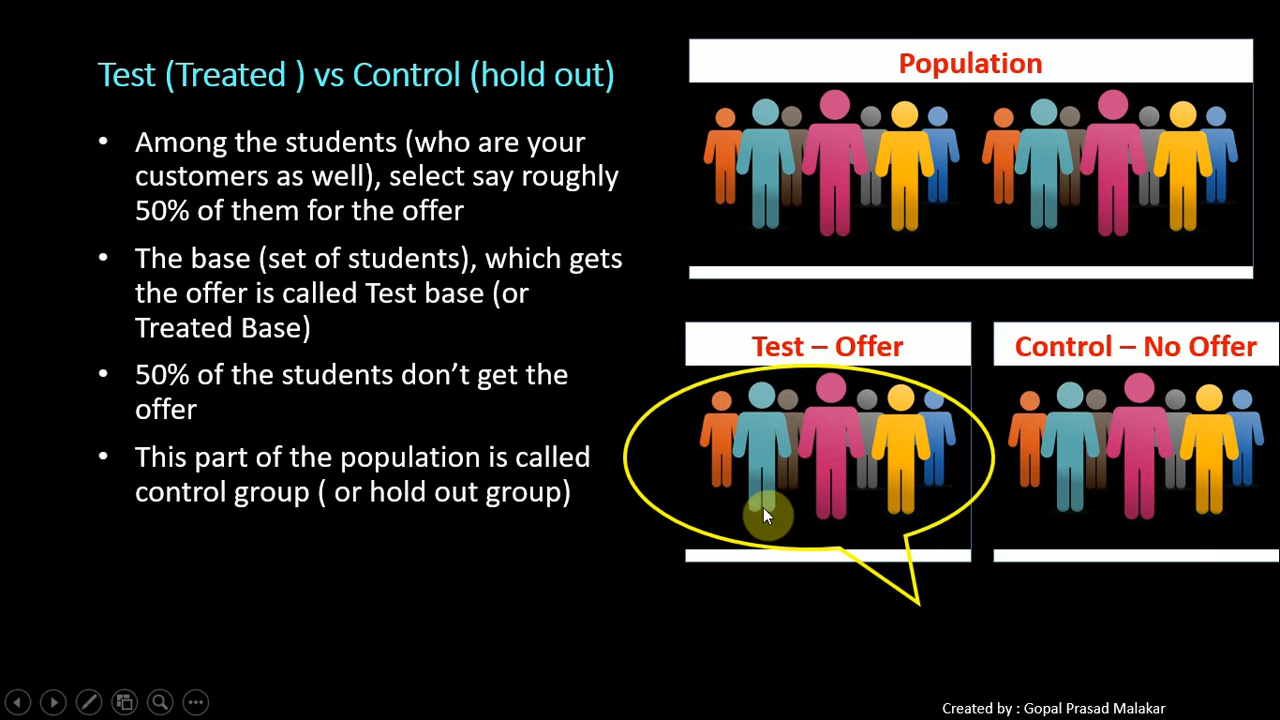 Test (Treated ) vs Control (hold out)
• Among the students (who are your
customers as well), select say roughly
50% of them for the offer
• The base (set of students), which gets
the offer is called Test base (or
Treated Base)
• 50% of the students don’t get the
offer
• This part of the population is called
control group ( or hold out group)
Population
Test – Offer
Control – No Offer
Created by : Gopal Prasad Malakar